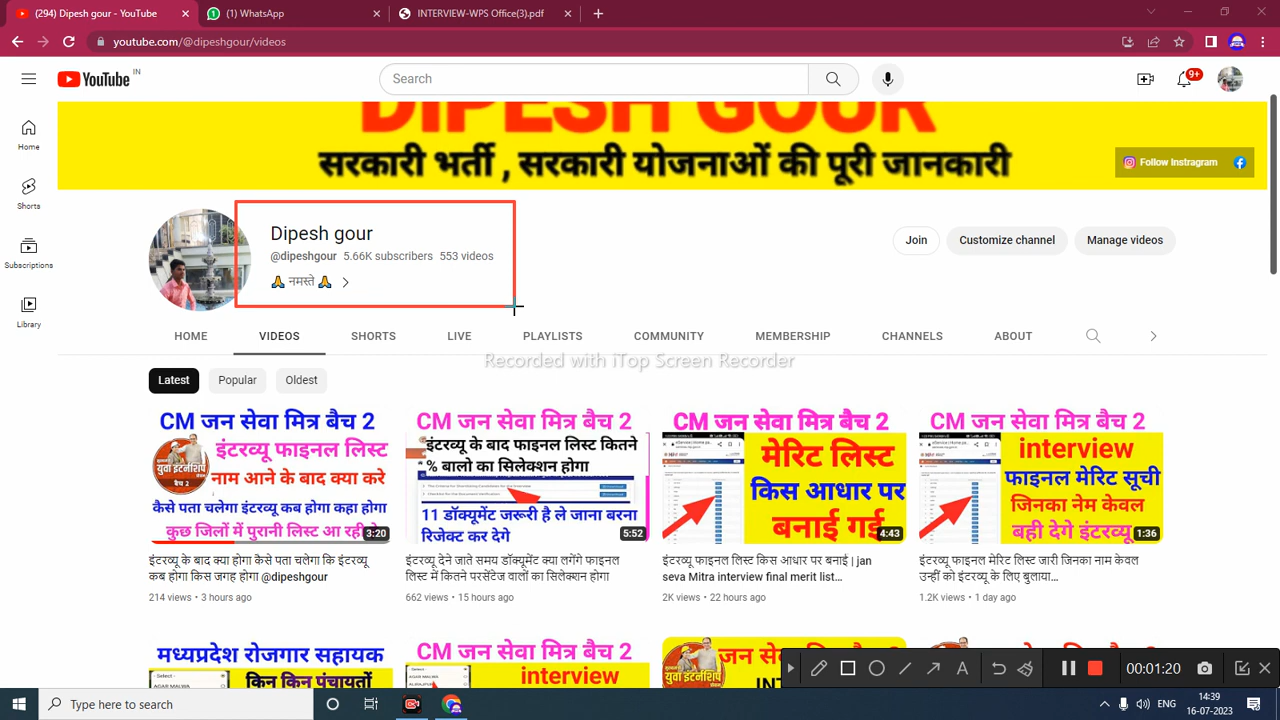 (294) Dipesh gour - YouTube
(1) WhatsApp
INTERVIEW-WPS Office(3).pdf
youtube.com/@dipeshgour/videos
YouTube IN
Search
9+
DIPESH GOUR
सरकारी भर्ती , सरकारी योजनाओं की पूरी जानकारी
Follow Instragram
Home
Shorts
Subscriptions
Library
Dipesh gour
@dipeshgour 5.66K subscribers 553 videos
🙏 नमस्ते 🙏
Join
Customize channel
Manage videos
HOME VIDEOS SHORTS LIVE PLAYLISTS COMMUNITY MEMBERSHIP CHANNELS ABOUT
Recorded with iTop Screen Recorder
Latest Popular Oldest
CM जन सेवा मित्र बैच 2
इंटरव्यू फाइनल लिस्ट
नाम आने के बाद क्या करे
युवा इंटर्नशिप
बैच 2
कैसे पता चलेगा इंटरव्यू कब होगा कहा होगा
कुछ जिलों में पुरानी लिस्ट आ रही
3:20
इंटरव्यू के बाद क्या होगा कैसे पता चलेगा कि इंटरव्यू
कब होगा किस जगह होगा @dipeshgour
214 views • 3 hours ago
CM जन सेवा मित्र बैच 2
इंटरव्यू के बाद फाइनल लिस्ट कितने
% बालो का सिलेक्शन होगा
11 डॉक्यूमेंट जरूरी है ले जाना बरना
रिजेक्ट कर देगे
5:52
इंटरव्यू देने जाते समय डॉक्यूमेंट क्या लगेंगे फाइनल
लिस्ट में कितने परसेंटेज वालों का सिलेक्शन होगा
662 views • 15 hours ago
CM जन सेवा मित्र बैच 2
मेरिट लिस्ट
किस आधार पर
बनाई गई
4:43
इंटरव्यू फाइनल लिस्ट किस आधार पर बनाई | jan
seva Mitra interview final merit list...
2K views • 22 hours ago
CM जन सेवा मित्र बैच 2
interview
फाइनल मेरिट सूची
जिनका नेम केवल
बही देगे इंटरव्यू
1:36
इंटरव्यू फाइनल मेरिट लिस्ट जारी जिनका नाम केवल
उन्हीं को इंटरव्यू के लिए बुलाया...
1.2K views • 1 day ago
मध्यप्रदेश रोजगार सहायक
किन किन पंचायतों
CM जन सेवा मित्र बैच 2
interview
AGAR MALWA
00:01:20
Type here to search
ENG
14:39
16-07-2023